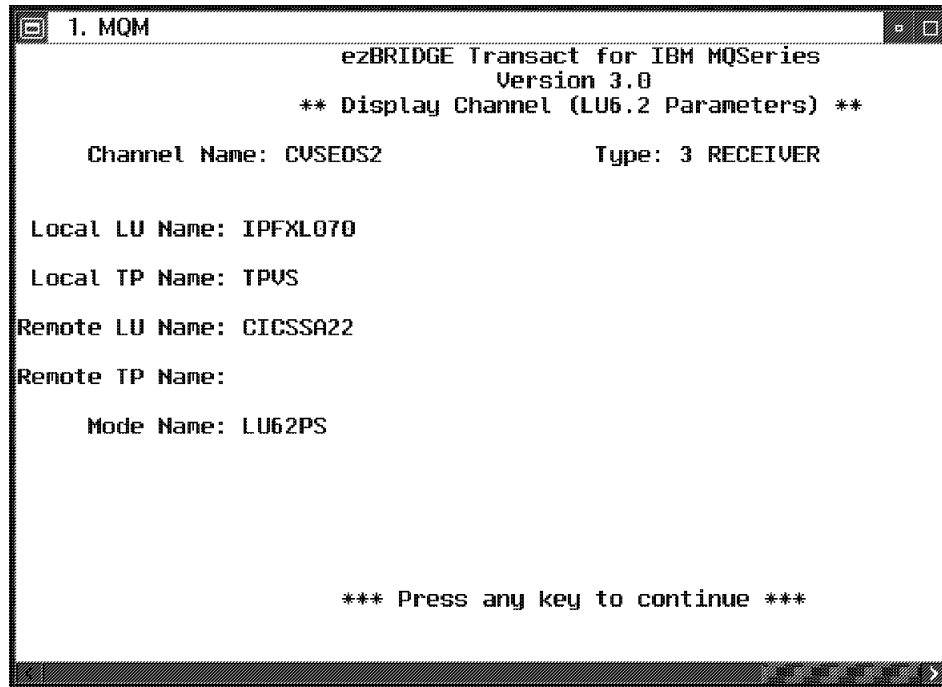 1. MQM
ezBRIDGE Transact for IBM MQSeries
Version 3.0
** Display Channel (LU6.2 Parameters) **
Channel Name: CVSEOS2 Type: 3 RECEIVER
Local LU Name: IPFXL070
Local TP Name: TPVS
Remote LU Name: CICSSA22
Remote TP Name:
Mode Name: LU62PS
*** Press any key to continue ***